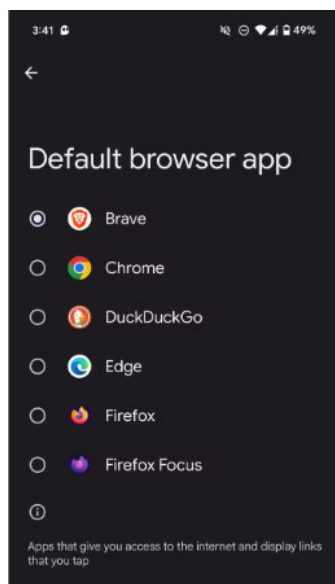 3:41 49%
Default browser app
Brave
Chrome
DuckDuckGo
Edge
Firefox
Firefox Focus
Apps that give you access to the internet and display links
that you tap